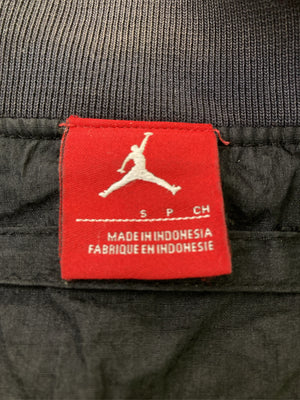 S P CH
MADE IN INDONESIA
FABRIQUE EN INDONESIE